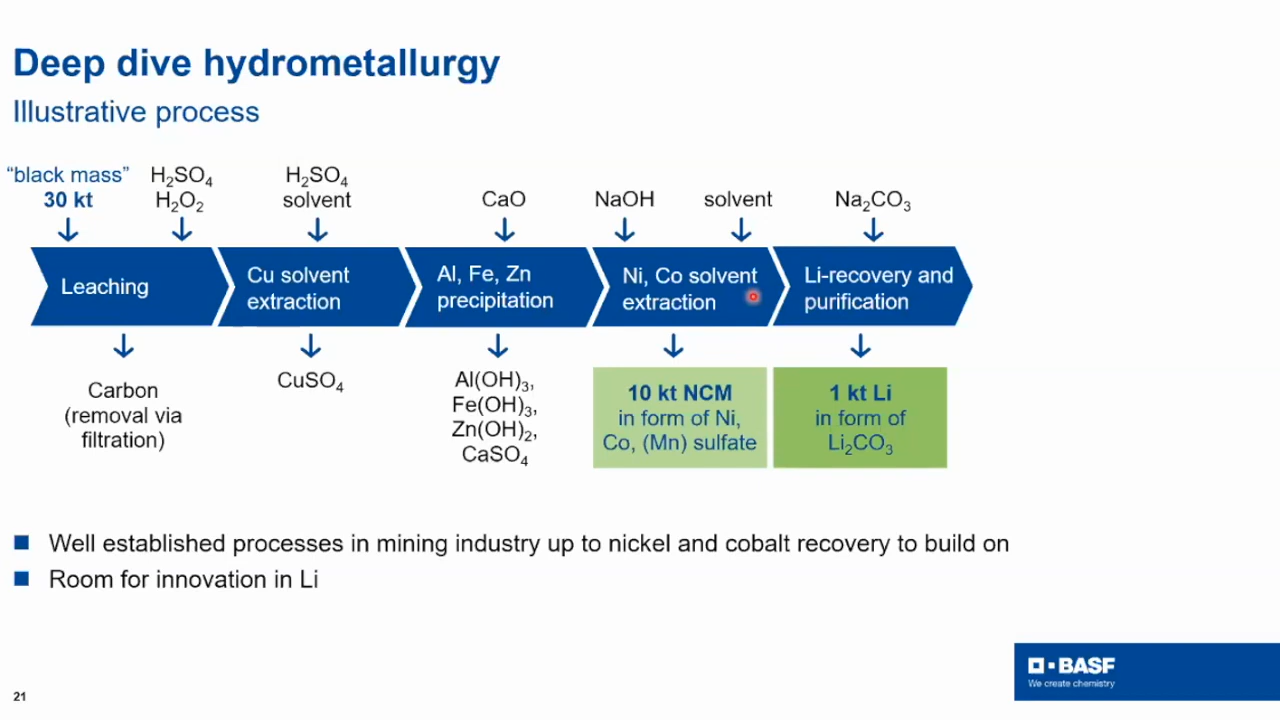 Deep dive hydrometallurgy
Illustrative process
“black mass”
30 kt
H₂SO₄
H₂O₂
H₂SO₄
solvent
CaO
NaOH
solvent
Na₂CO₃
Leaching
Cu solvent
extraction
Al, Fe, Zn
precipitation
Ni, Co solvent
extraction
Li-recovery and
purification
Carbon
(removal via
filtration)
CuSO₄
Al(OH)₃,
Fe(OH)₃,
Zn(OH)₂,
CaSO₄
10 kt NCM
in form of Ni,
Co, (Mn) sulfate
1 kt Li
in form of
Li₂CO₃
Well established processes in mining industry up to nickel and cobalt recovery to build on
Room for innovation in Li
21
BASF
We create chemistry